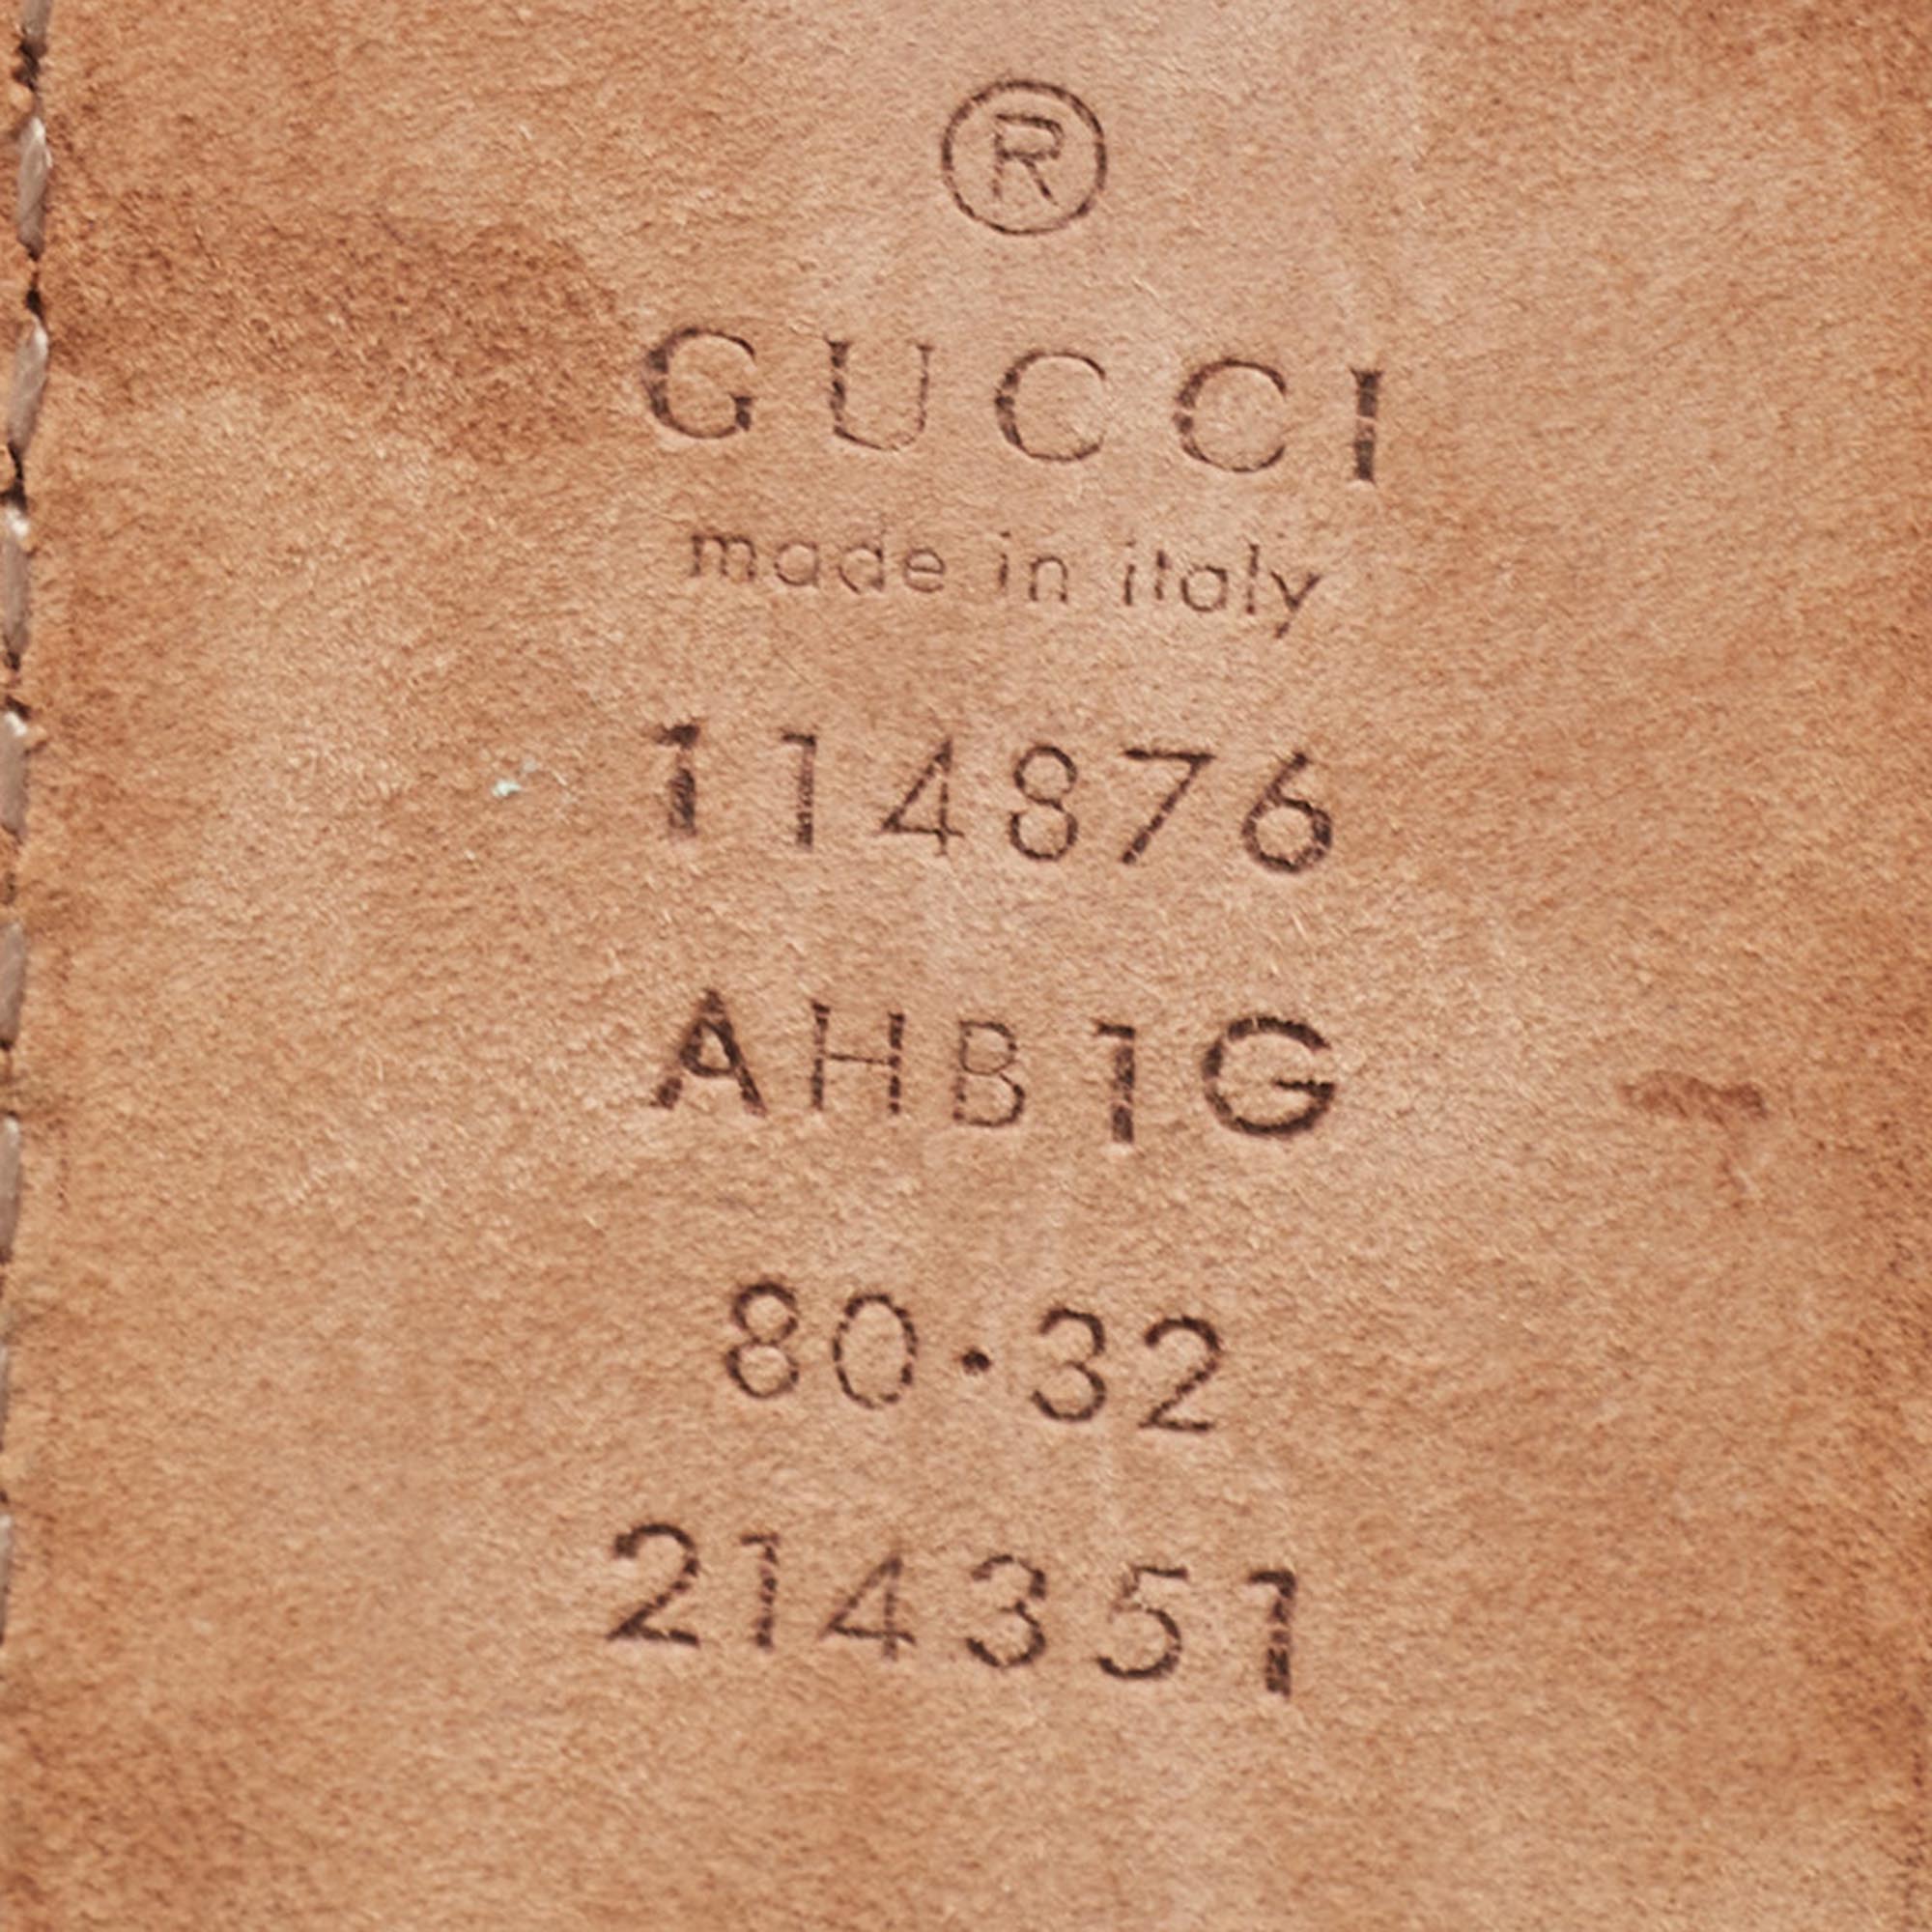 ®
GUCCI
made in italy
114876
AHB1G
80·32
214351